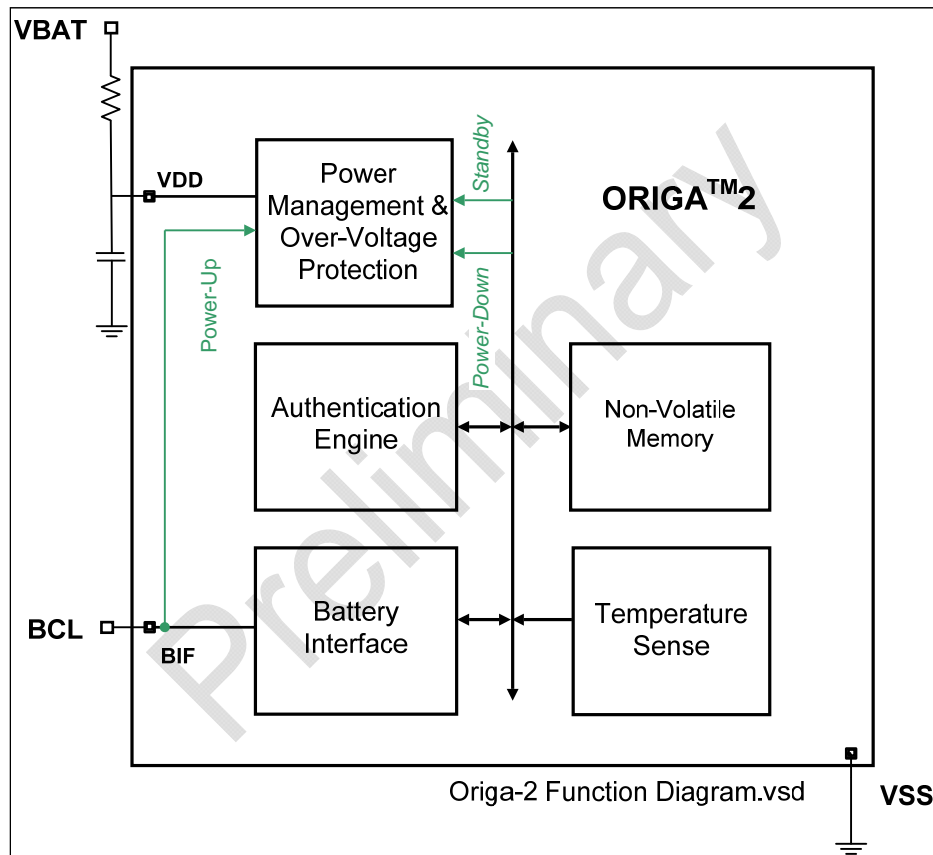 VBAT
VDD
Power
Management &
Over-Voltage
Protection
Standby
ORIGA™2
Power-Up
Power-Down
Authentication
Engine
Non-Volatile
Memory
BCL
BIF
Battery
Interface
Temperature
Sense
Preliminary
Origa-2 Function Diagram.vsd
VSS